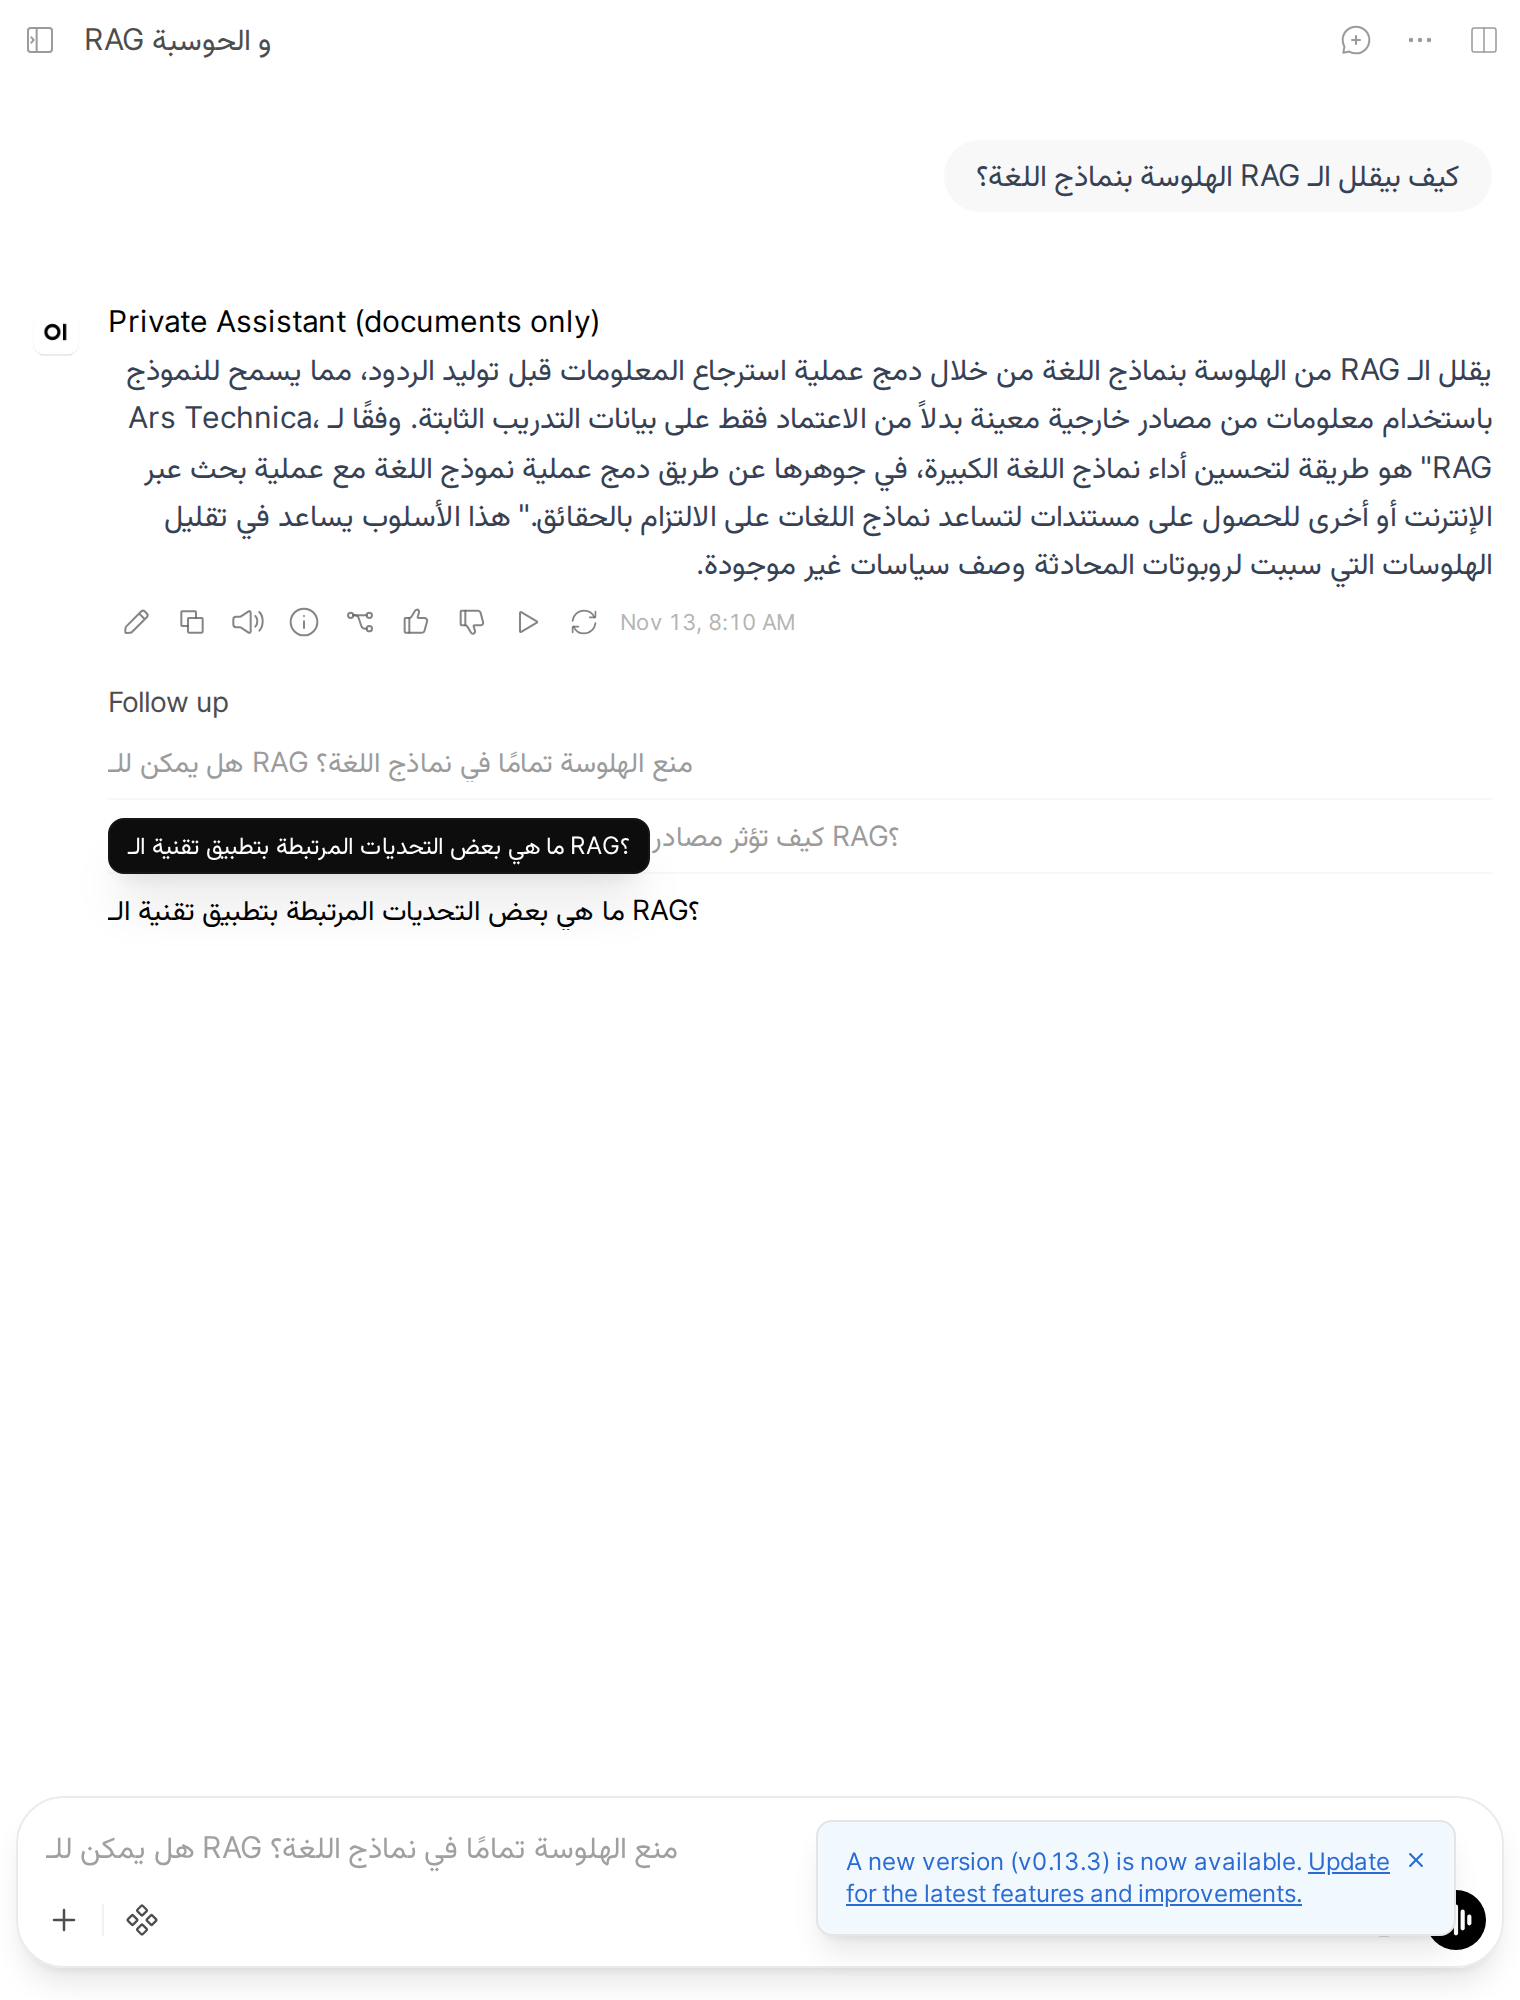 RAG و الحوسبة
كيف بيقلل الـ RAG الهلوسة بنماذج اللغة؟
OI
Private Assistant (documents only)
يقلل الـ RAG من الهلوسة بنماذج اللغة من خلال دمج عملية استرجاع المعلومات قبل توليد الردود، مما يسمح للنموذج
باستخدام معلومات من مصادر خارجية معينة بدلاً من الاعتماد فقط على بيانات التدريب الثابتة. وفقًا لـ Ars Technica،
RAG" هو طريقة لتحسين أداء نماذج اللغة الكبيرة، في جوهرها عن طريق دمج عملية نموذج اللغة مع عملية بحث عبر
الإنترنت أو أخرى للحصول على مستندات لتساعد نماذج اللغات على الالتزام بالحقائق." هذا الأسلوب يساعد في تقليل
الهلوسات التي سببت لروبوتات المحادثة وصف سياسات غير موجودة.
Nov 13, 8:10 AM
Follow up
هل يمكن للـ RAG منع الهلوسة تمامًا في نماذج اللغة؟
كيف تؤثر مصادر RAG؟
ما هي بعض التحديات المرتبطة بتطبيق تقنية الـ RAG؟
ما هي بعض التحديات المرتبطة بتطبيق تقنية الـ RAG؟
هل يمكن للـ RAG منع الهلوسة تمامًا في نماذج اللغة؟
A new version (v0.13.3) is now available. Update
for the latest features and improvements.